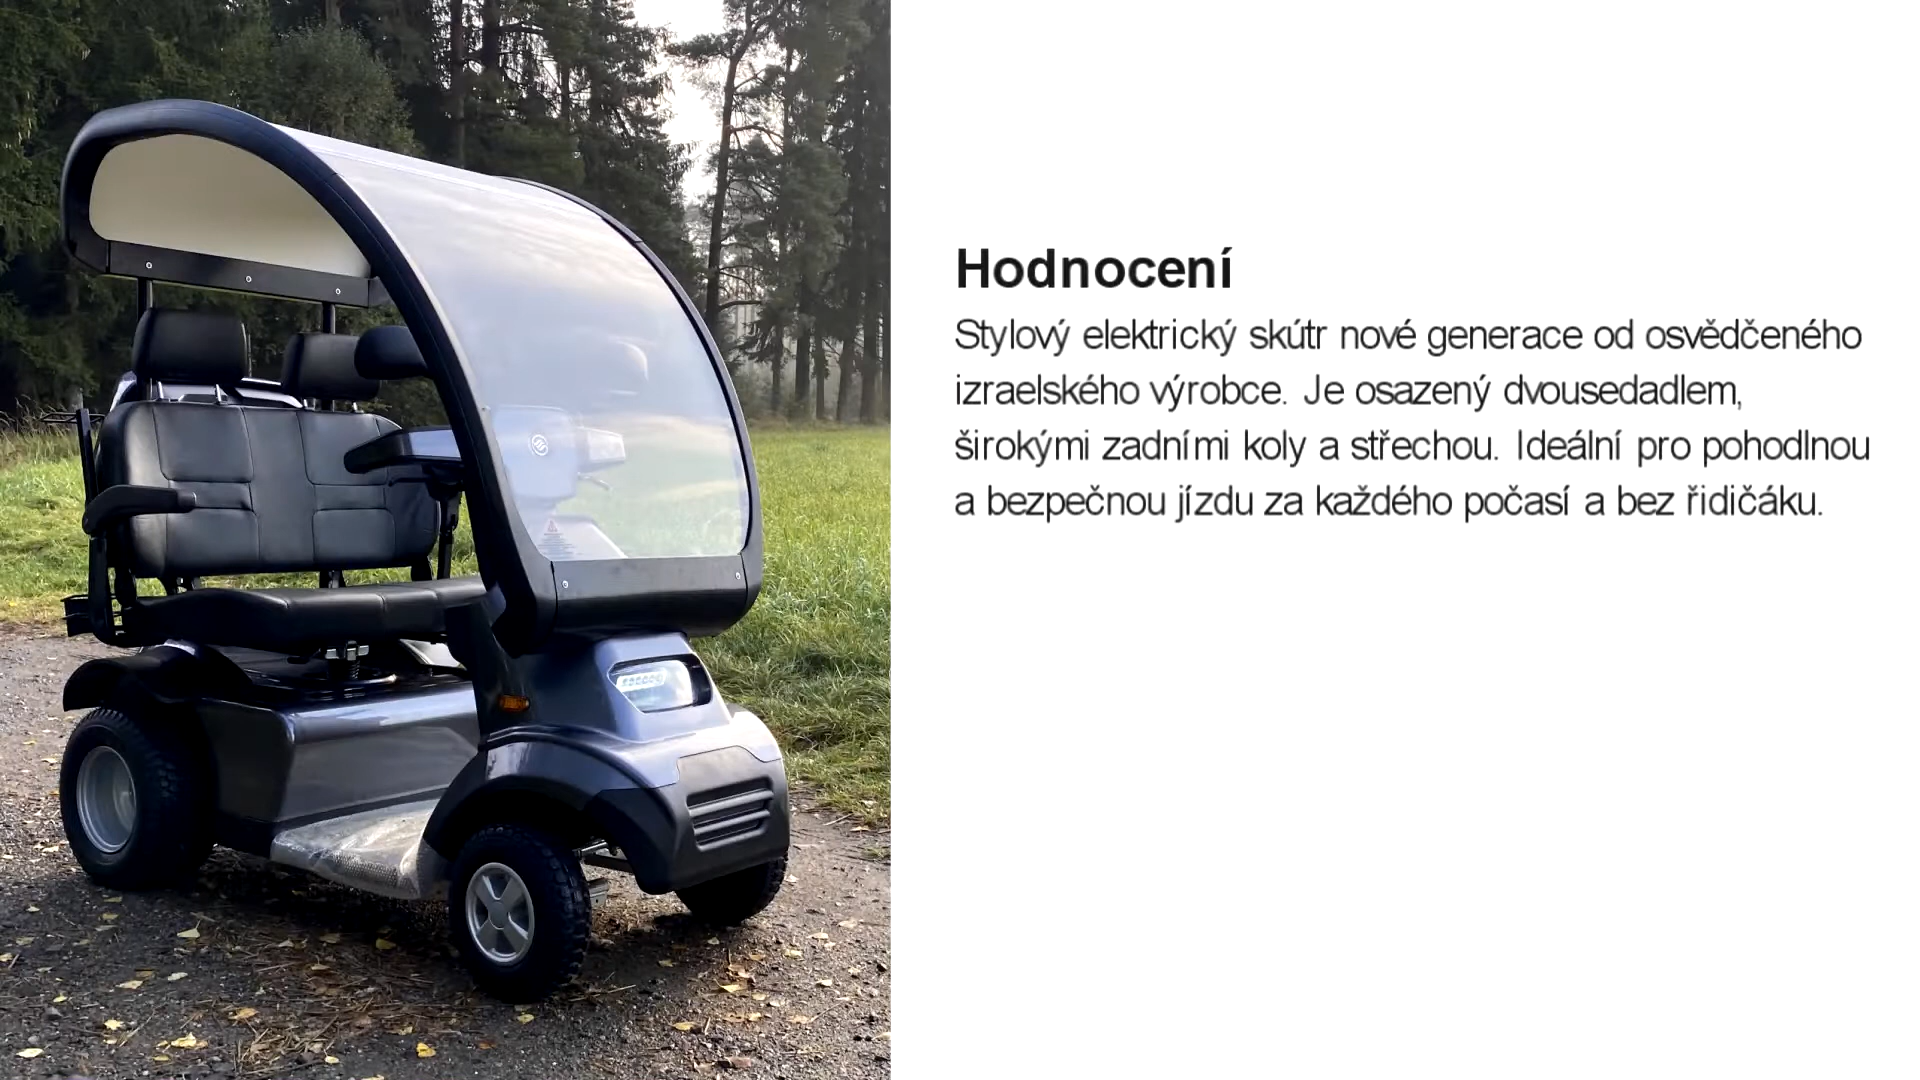 Hodnocení
Stylový elektrický skútr nové generace od osvědčeného
izraelského výrobce. Je osazený dvousedadlem,
širokými zadními koly a střechou. Ideální pro pohodlnou
a bezpečnou jízdu za každého počasí a bez řidičáku.